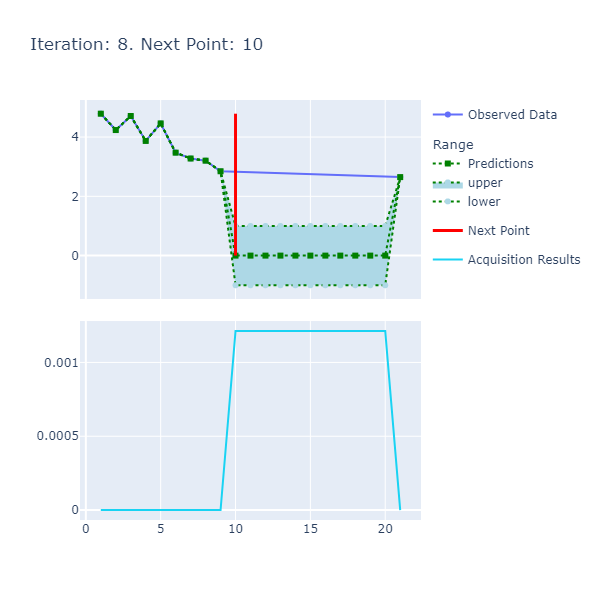 Iteration: 8. Next Point: 10
4
2
0
Observed Data
Range
Predictions
upper
lower
Next Point
Acquisition Results
0.001
0.0005
0
0 5 10 15 20